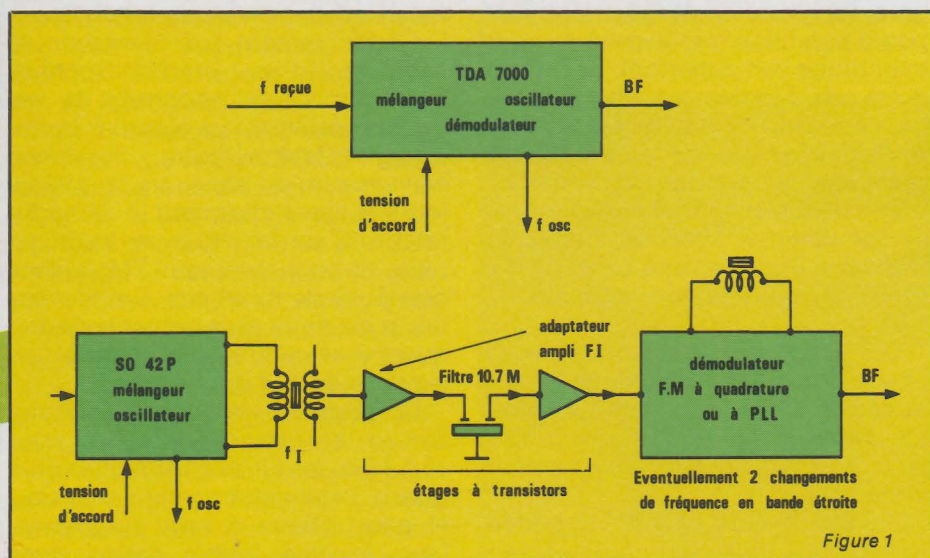 TDA 7000
f reçue
BF
mélangeur oscillateur
démodulateur
tension
d'accord
f osc
adaptateur
ampli FI
SO 42 P
mélangeur
oscillateur
Filtre 10.7 M
démodulateur
F.M à quadrature
ou à PLL
BF
f I
étages à transistors
Eventuellement 2 changements
de fréquence en bande étroite
tension
d'accord
f osc
Figure 1